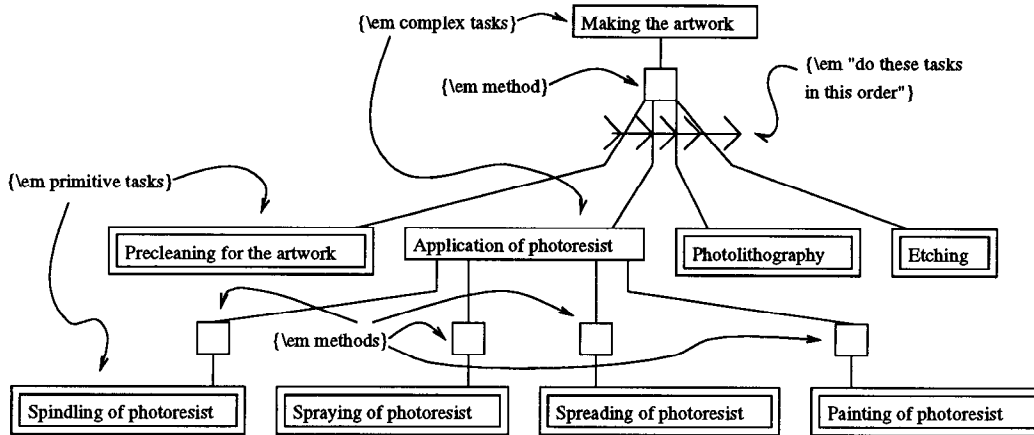 {\em complex tasks}
Making the artwork
{\em method}
{\em "do these tasks
in this order"}
{\em primitive tasks}
Precleaning for the artwork
Application of photoresist
Photolithography
Etching
{\em methods}
Spindling of photoresist
Spraying of photoresist
Spreading of photoresist
Painting of photoresist